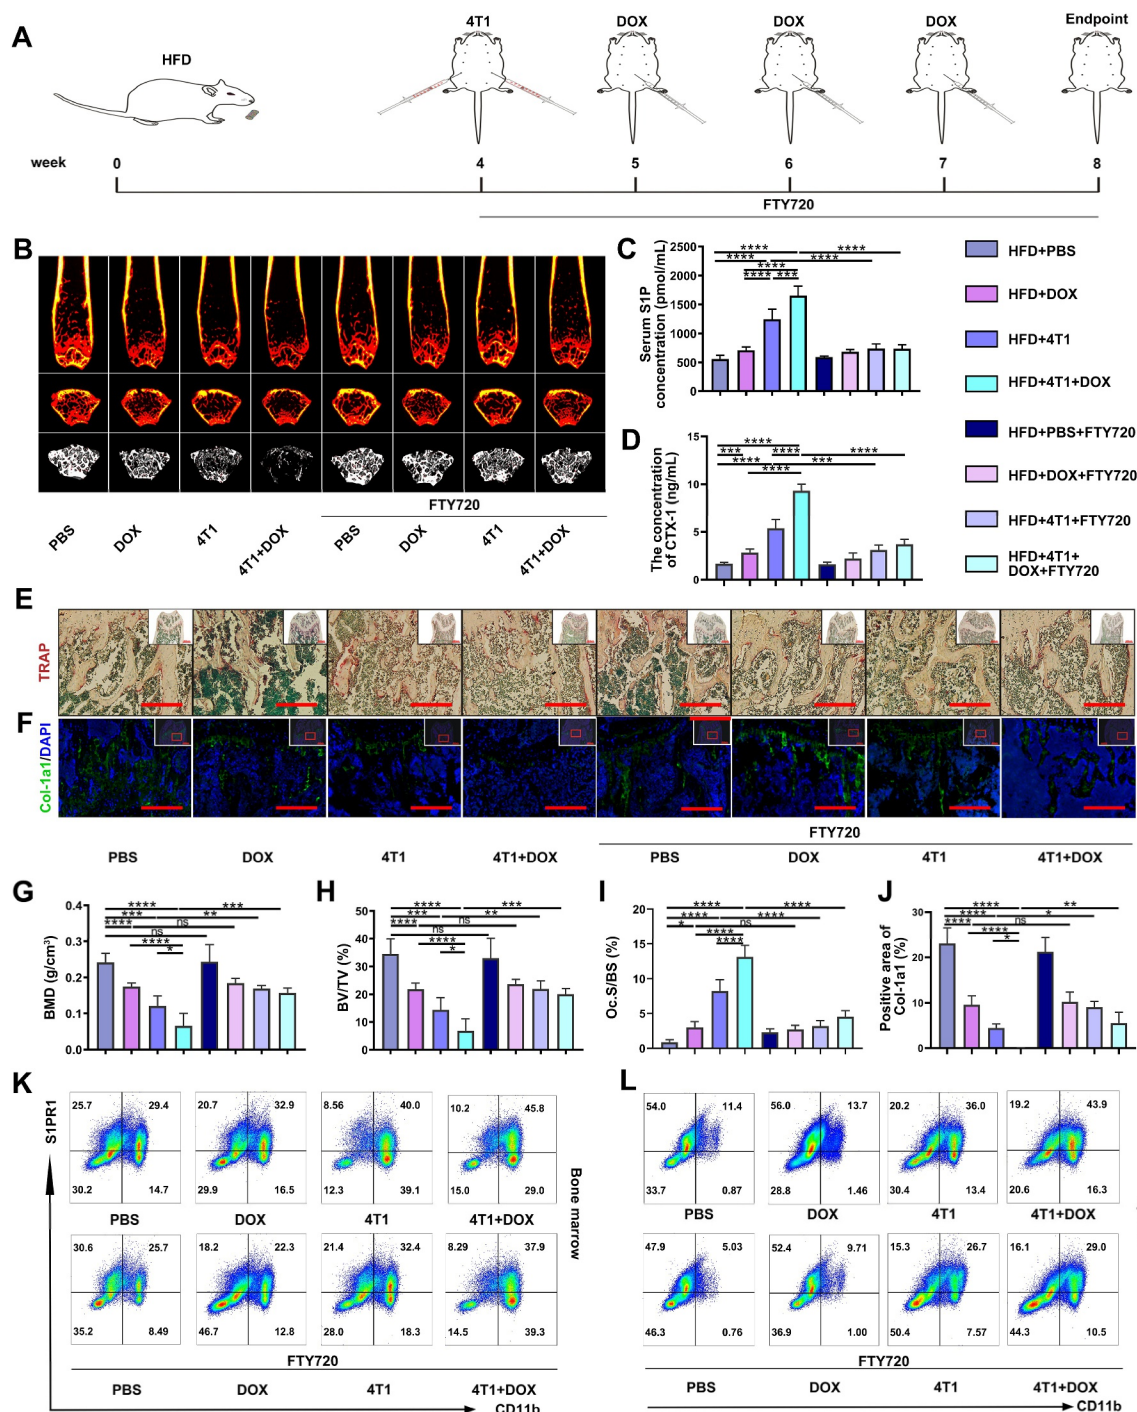 A
HFD
4T1
DOX
DOX
DOX
Endpoint
week
0
4
5
6
7
8
FTY720
B
FTY720
PBS
DOX
4T1
4T1+DOX
PBS
DOX
4T1
4T1+DOX
C
Serum S1P
concentration (pmol/mL)
2500
2000
1500
1000
500
0
****
****
****
****
****
****
***
D
The concentration
of CTX-1 (ng/mL)
15
10
5
0
****
***
****
****
****
***
****
HFD+PBS
HFD+DOX
HFD+4T1
HFD+4T1+DOX
HFD+PBS+FTY720
HFD+DOX+FTY720
HFD+4T1+FTY720
HFD+4T1+
DOX+FTY720
E
TRAP
F
Col-1a1/DAPI
FTY720
PBS
DOX
4T1
4T1+DOX
PBS
DOX
4T1
4T1+DOX
G
BMD (g/cm³)
0.4
0.3
0.2
0.1
0.0
****
***
***
**
****
ns
ns
****
*
H
BV/TV (%)
50
40
30
20
10
0
****
***
***
**
****
ns
ns
****
*
I
Oc.S/BS (%)
20
15
10
5
0
****
****
****
****
*
ns
****
****
J
Positive area of
Col-1a1 (%)
30
20
10
0
****
**
****
*
****
****
*
K
S1PR1
25.7
29.4
30.2
14.7
20.7
32.9
29.9
16.5
8.56
40.0
12.3
39.1
10.2
45.8
15.0
29.0
PBS
DOX
4T1
4T1+DOX
30.6
25.7
35.2
8.49
18.2
22.3
46.7
12.8
21.4
32.4
28.0
18.3
8.29
37.9
14.5
39.3
FTY720
PBS
DOX
4T1
4T1+DOX
CD11b
Bone marrow
L
54.0
11.4
33.7
0.87
56.0
13.7
28.8
1.46
20.2
36.0
30.4
13.4
19.2
43.9
20.6
16.3
PBS
DOX
4T1
4T1+DOX
47.9
5.03
46.3
0.76
52.4
9.71
36.9
1.00
15.3
26.7
50.4
7.57
16.1
29.0
44.3
10.5
FTY720
PBS
DOX
4T1
4T1+DOX
CD11b